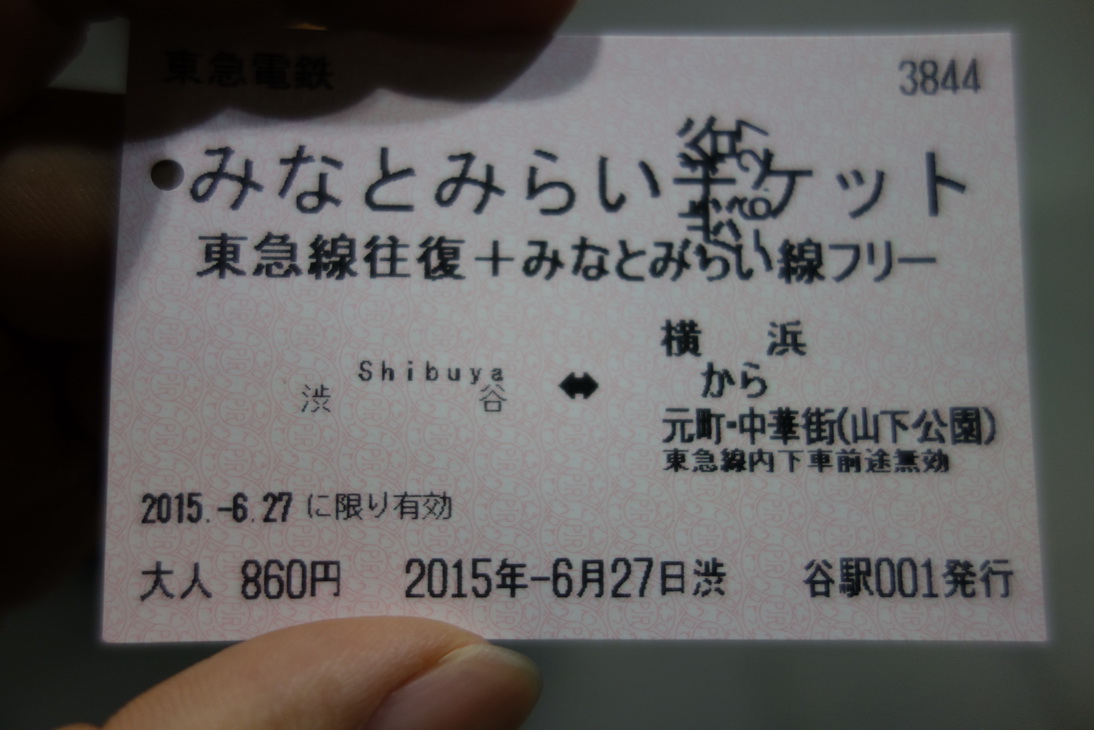 東急電鉄 3844
みなとみらいチケット
東急線往復＋みなとみらい線フリー
横 浜
Shibuya
から
渋 谷 ⬌
元町・中華街(山下公園)
東急線内下車前途無効
2015.-6.27 に限り有効
大人 860円 2015年-6月27日渋 谷駅001発行